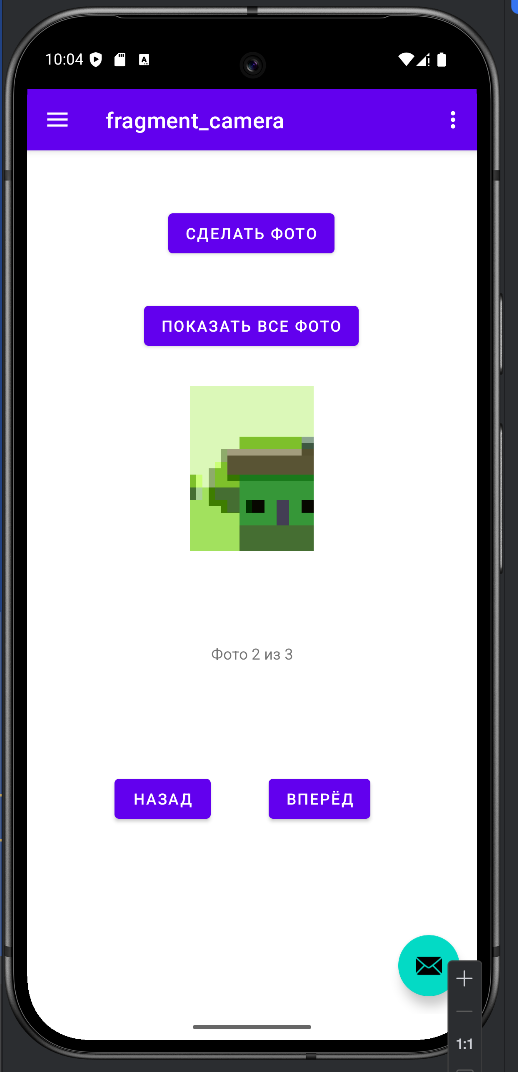 10:04
fragment_camera
СДЕЛАТЬ ФОТО
ПОКАЗАТЬ ВСЕ ФОТО
Фото 2 из 3
НАЗАД
ВПЕРЁД
1:1